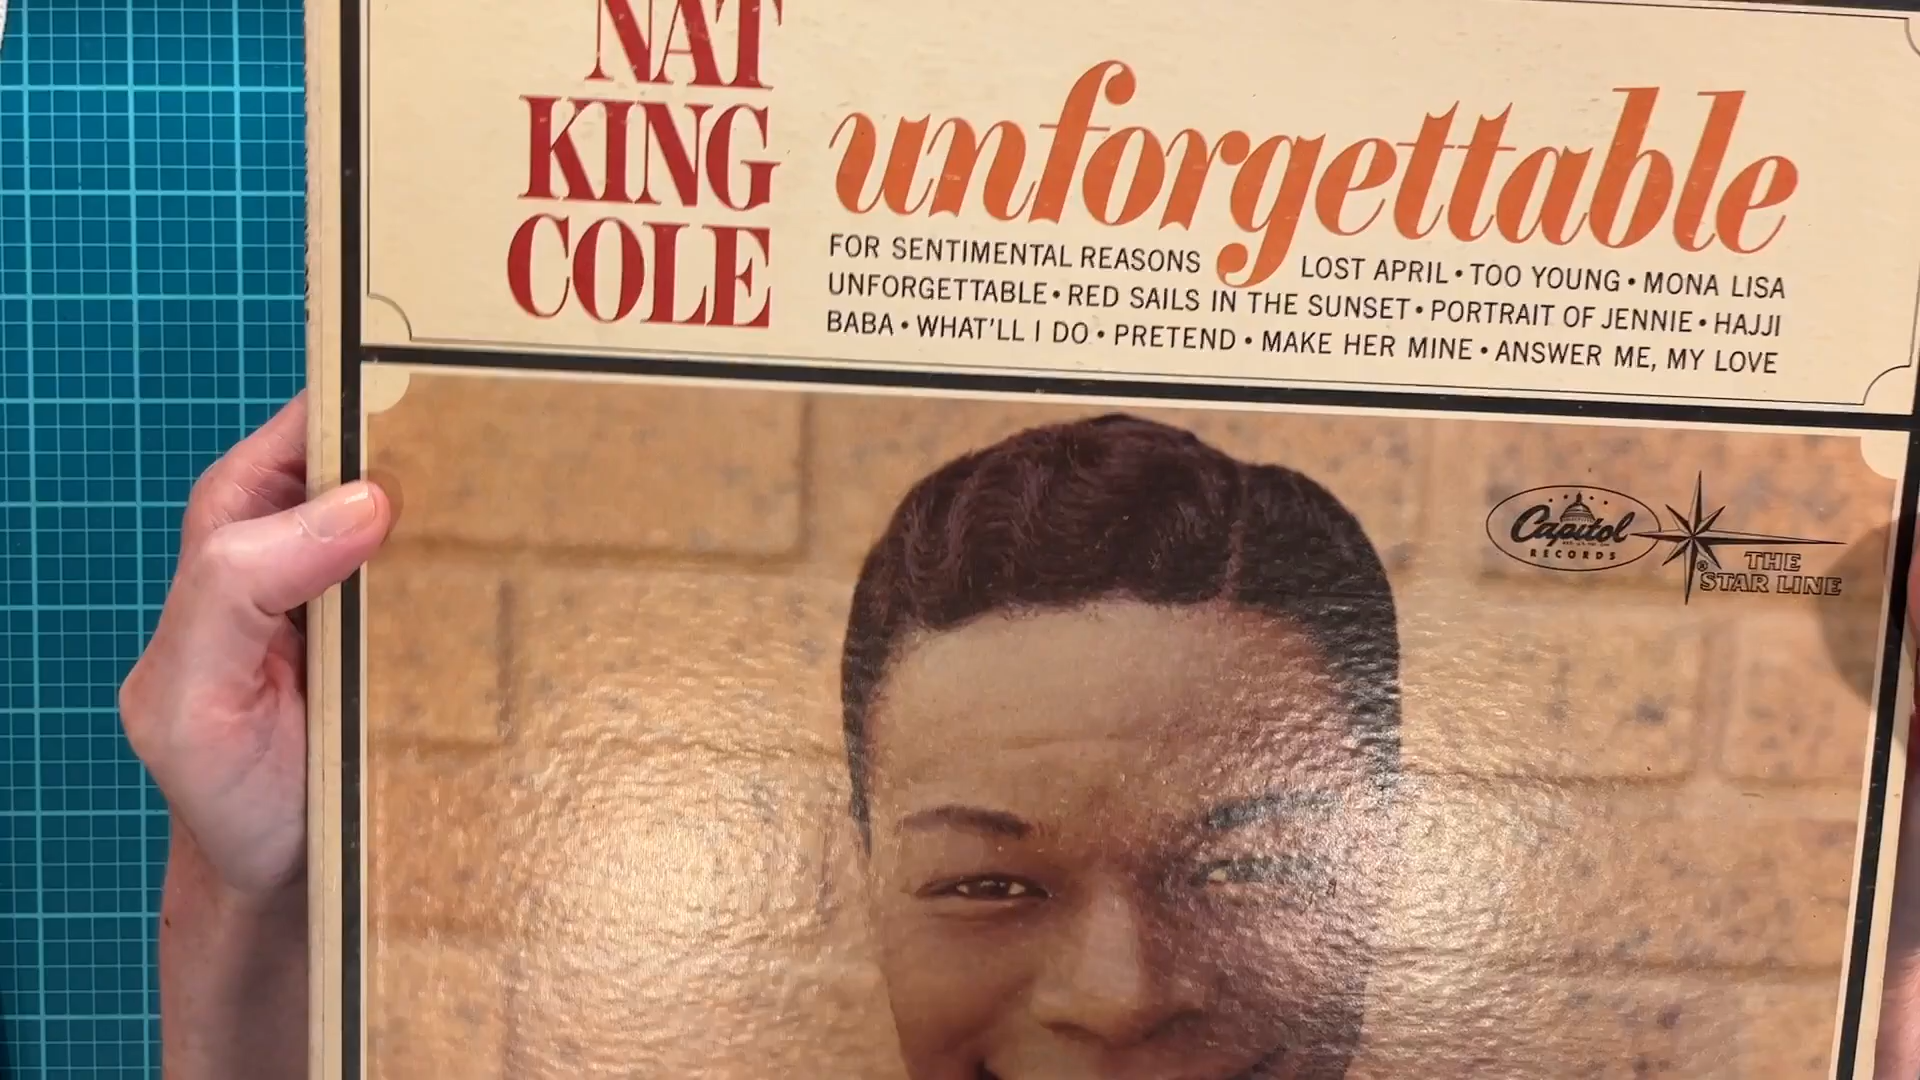 NAT
KING
COLE
unforgettable
FOR SENTIMENTAL REASONS LOST APRIL • TOO YOUNG • MONA LISA
UNFORGETTABLE • RED SAILS IN THE SUNSET • PORTRAIT OF JENNIE • HAJJI
BABA • WHAT'LL I DO • PRETEND • MAKE HER MINE • ANSWER ME, MY LOVE
Capitol
RECORDS
® THE
STAR LINE